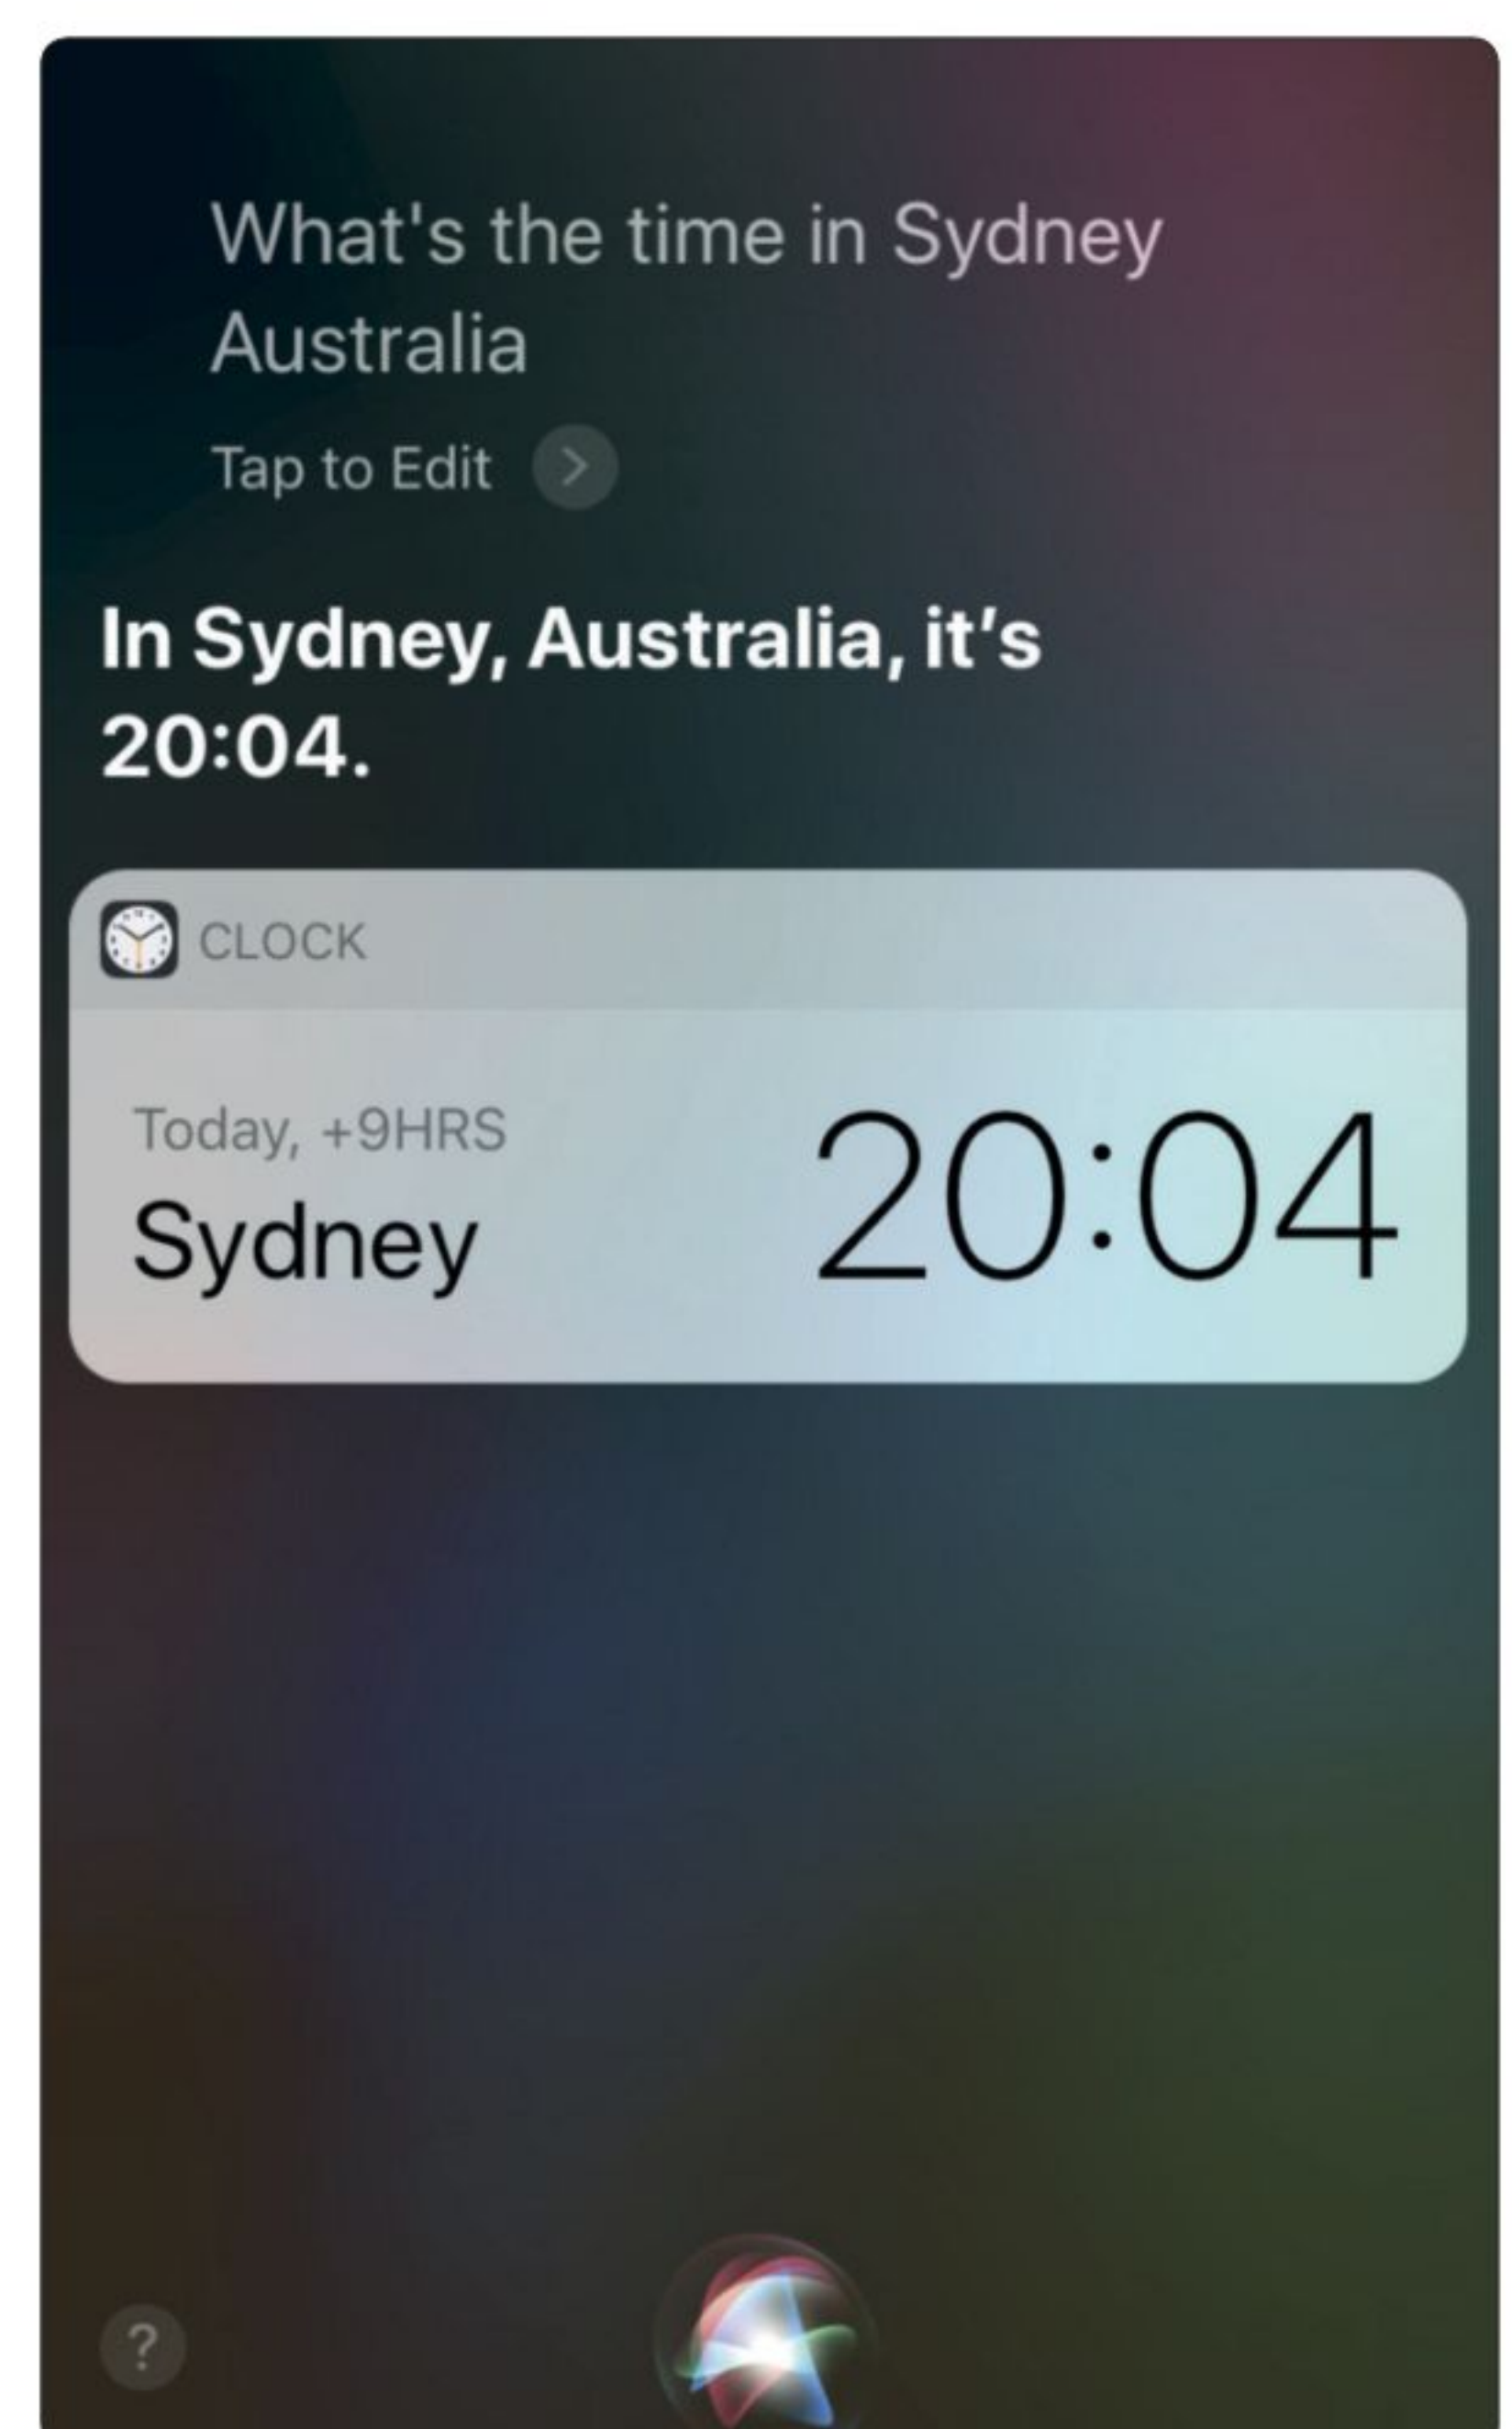 What's the time in Sydney
Australia
Tap to Edit
In Sydney, Australia, it’s
20:04.
CLOCK
Today, +9HRS
Sydney
20:04
?